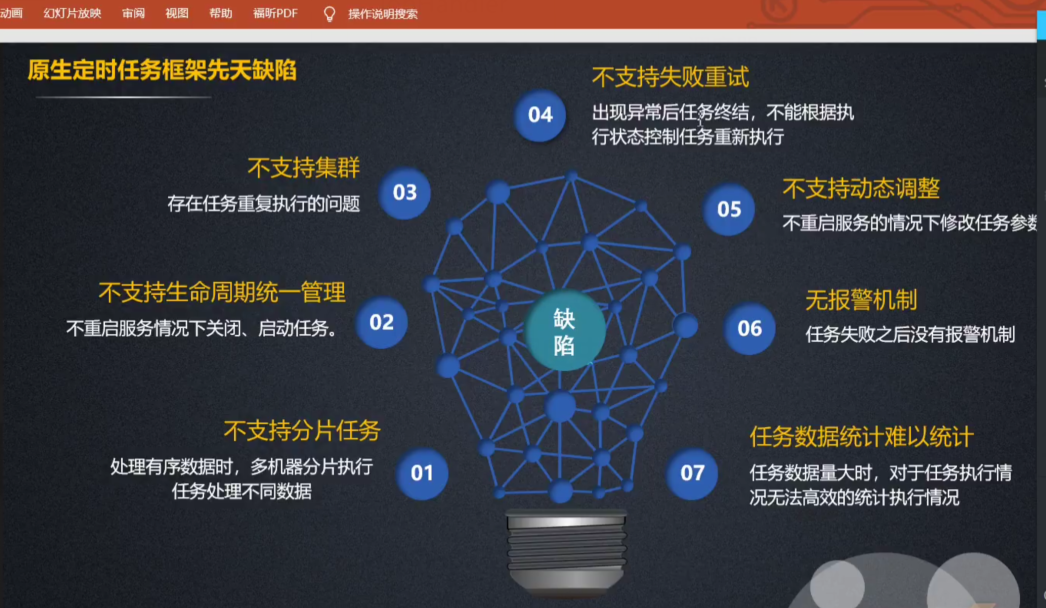 动画 幻灯片放映 审阅 视图 帮助 福昕PDF 操作说明搜索
原生定时任务框架先天缺陷
04
不支持失败重试
出现异常后任务终结，不能根据执
行状态控制任务重新执行
不支持集群
存在任务重复执行的问题
03
05
不支持动态调整
不重启服务的情况下修改任务参数
不支持生命周期统一管理
不重启服务情况下关闭、启动任务。
02
缺
陷
06
无报警机制
任务失败之后没有报警机制
不支持分片任务
处理有序数据时，多机器分片执行
任务处理不同数据
01
07
任务数据统计难以统计
任务数据量大时，对于任务执行情
况无法高效的统计执行情况